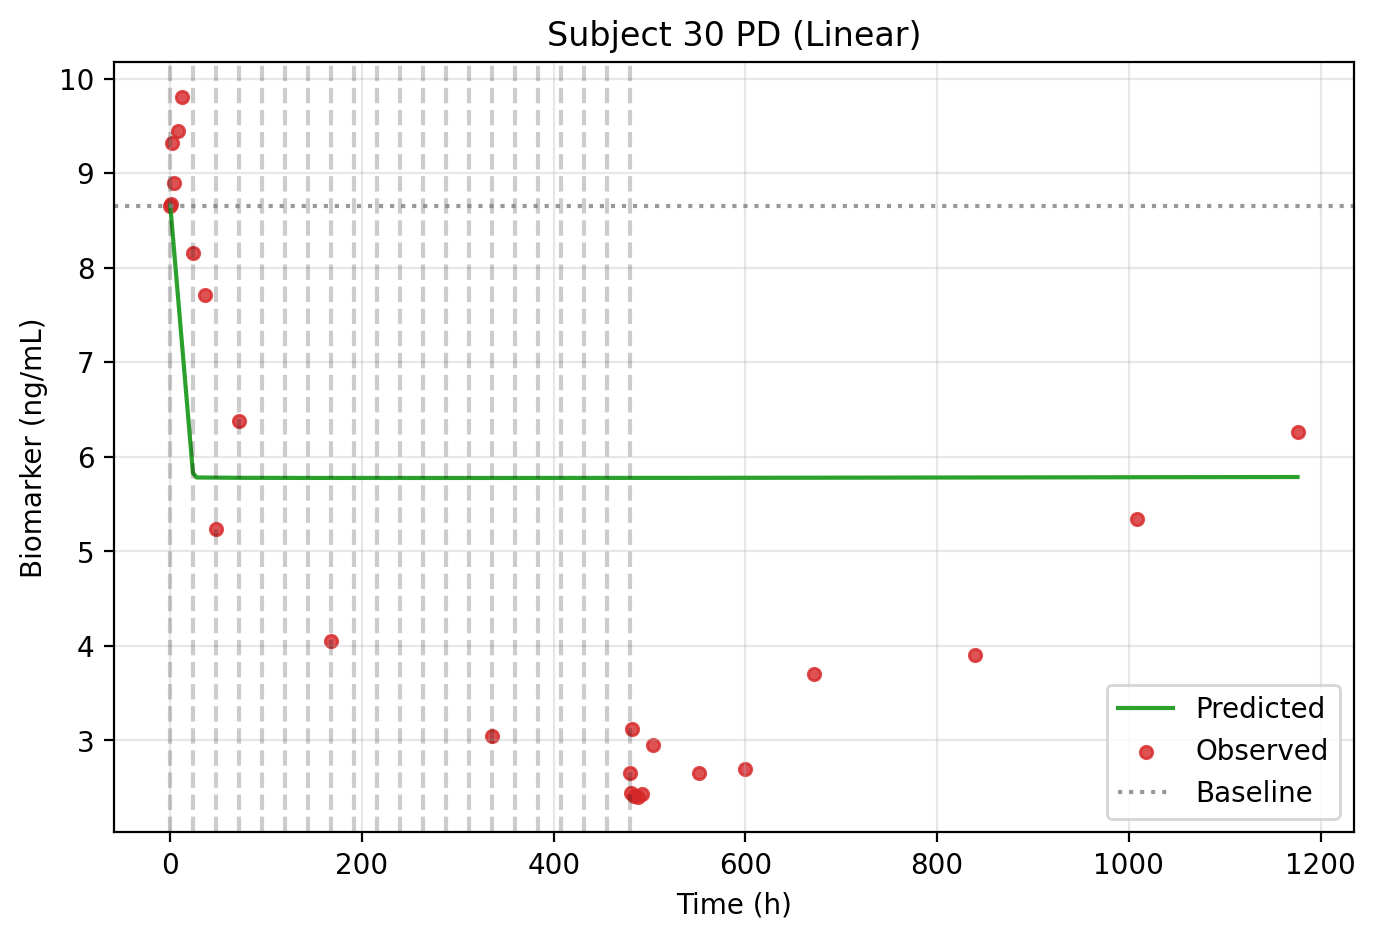 Subject 30 PD (Linear)
Biomarker (ng/mL)
10
9
8
7
6
5
4
3
Predicted
Observed
Baseline
0 200 400 600 800 1000 1200
Time (h)